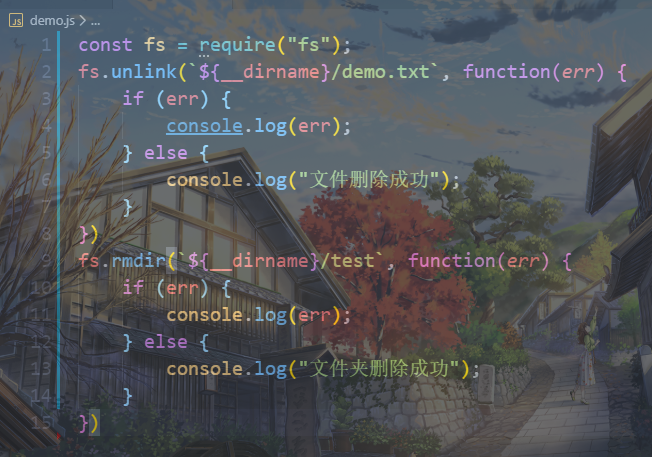 demo.js > ...
1 const fs = require("fs");
2 fs.unlink(`${__dirname}/demo.txt`, function(err) {
3 if (err) {
4 console.log(err);
5 } else {
6 console.log("文件删除成功");
7 }
8 })
9 fs.rmdir(`${__dirname}/test`, function(err) {
10 if (err) {
11 console.log(err);
12 } else {
13 console.log("文件夹删除成功");
14 }
15 })